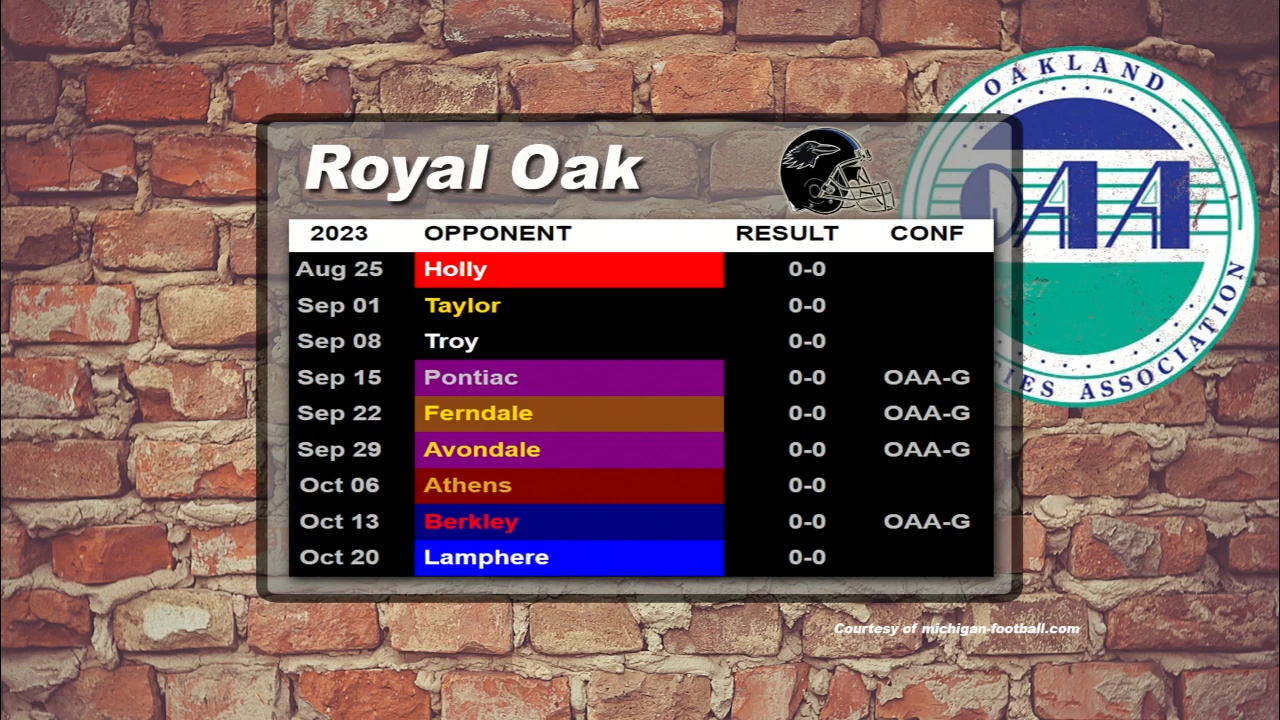 OAKLAND
Royal Oak
OAA
2023 OPPONENT RESULT CONF
Aug 25 Holly 0-0
Sep 01 Taylor 0-0
Sep 08 Troy 0-0
Sep 15 Pontiac 0-0 OAA-G
Sep 22 Ferndale 0-0 OAA-G
Sep 29 Avondale 0-0 OAA-G
Oct 06 Athens 0-0
Oct 13 Berkley 0-0 OAA-G
Oct 20 Lamphere 0-0
ASSOCIATION
Courtesy of michigan-football.com